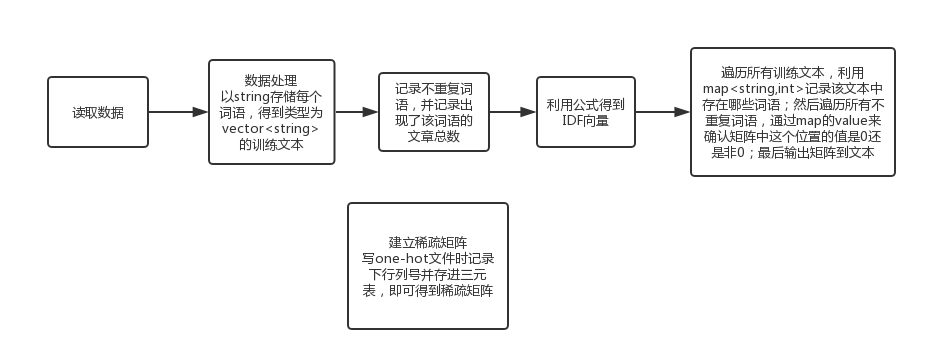 读取数据
数据处理
以string存储每个
词语，得到类型为
vector<string>
的训练文本
记录不重复词
语，并记录出
现了该词语的
文章总数
利用公式得到
IDF向量
遍历所有训练文本，利用
map<string,int>记录该文本中
存在哪些词语；然后遍历所有不
重复词语，通过map的value来
确认矩阵中这个位置的值是0还
是非0；最后输出矩阵到文本
建立稀疏矩阵
写one-hot文件时记录
下行列号并存进三元
表，即可得到稀疏矩阵